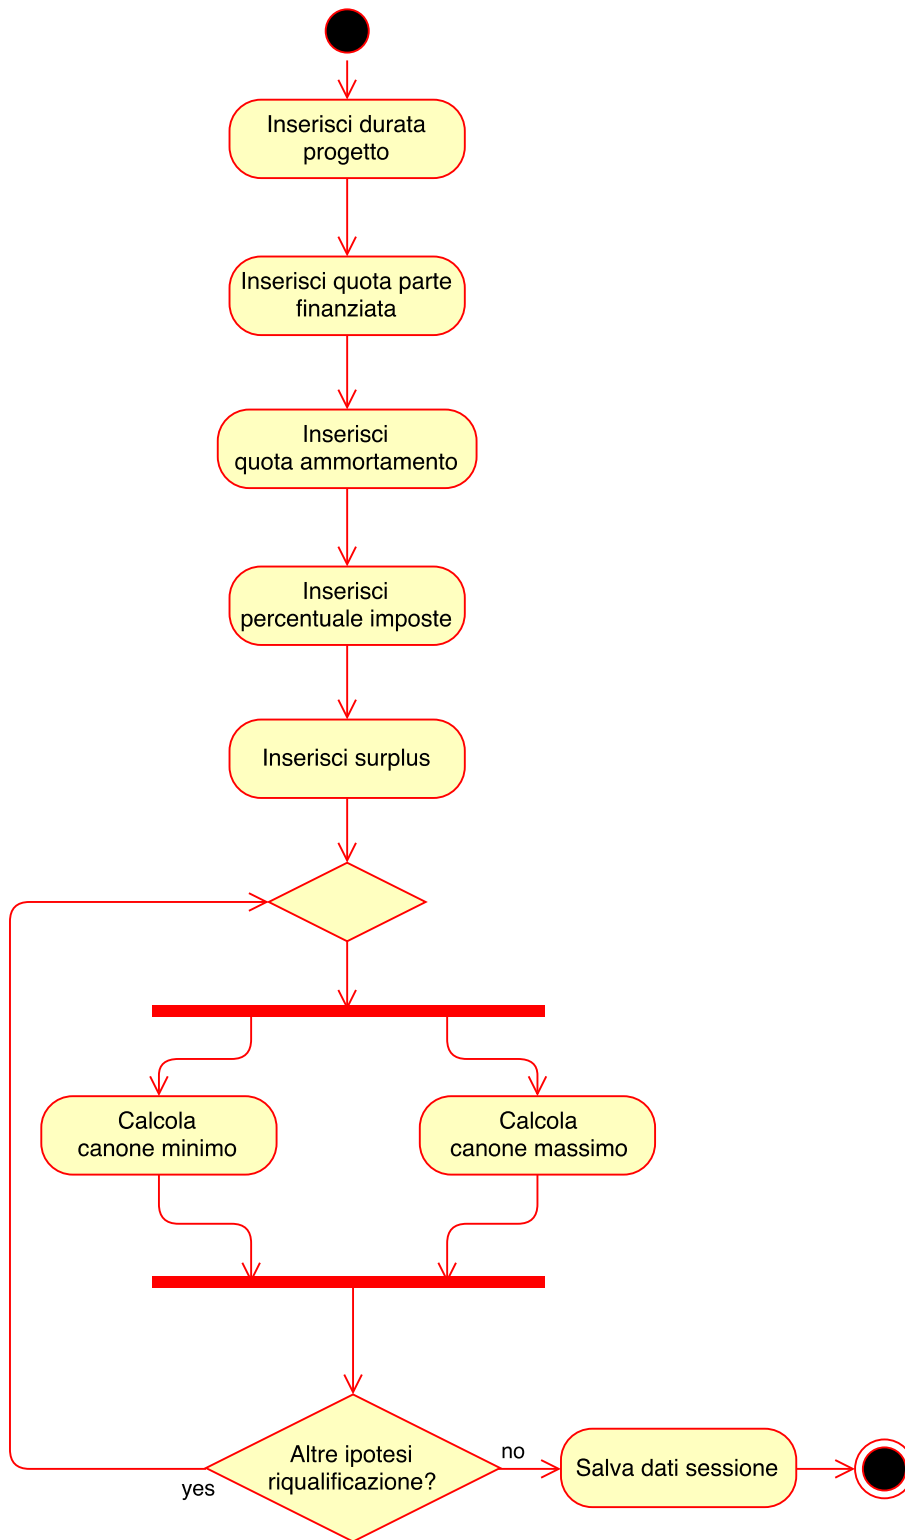 Inserisci durata
progetto
Inserisci quota parte
finanziata
Inserisci
quota ammortamento
Inserisci
percentuale imposte
Inserisci surplus
Calcola
canone minimo
Calcola
canone massimo
Altre ipotesi
riqualificazione?
yes
no
Salva dati sessione